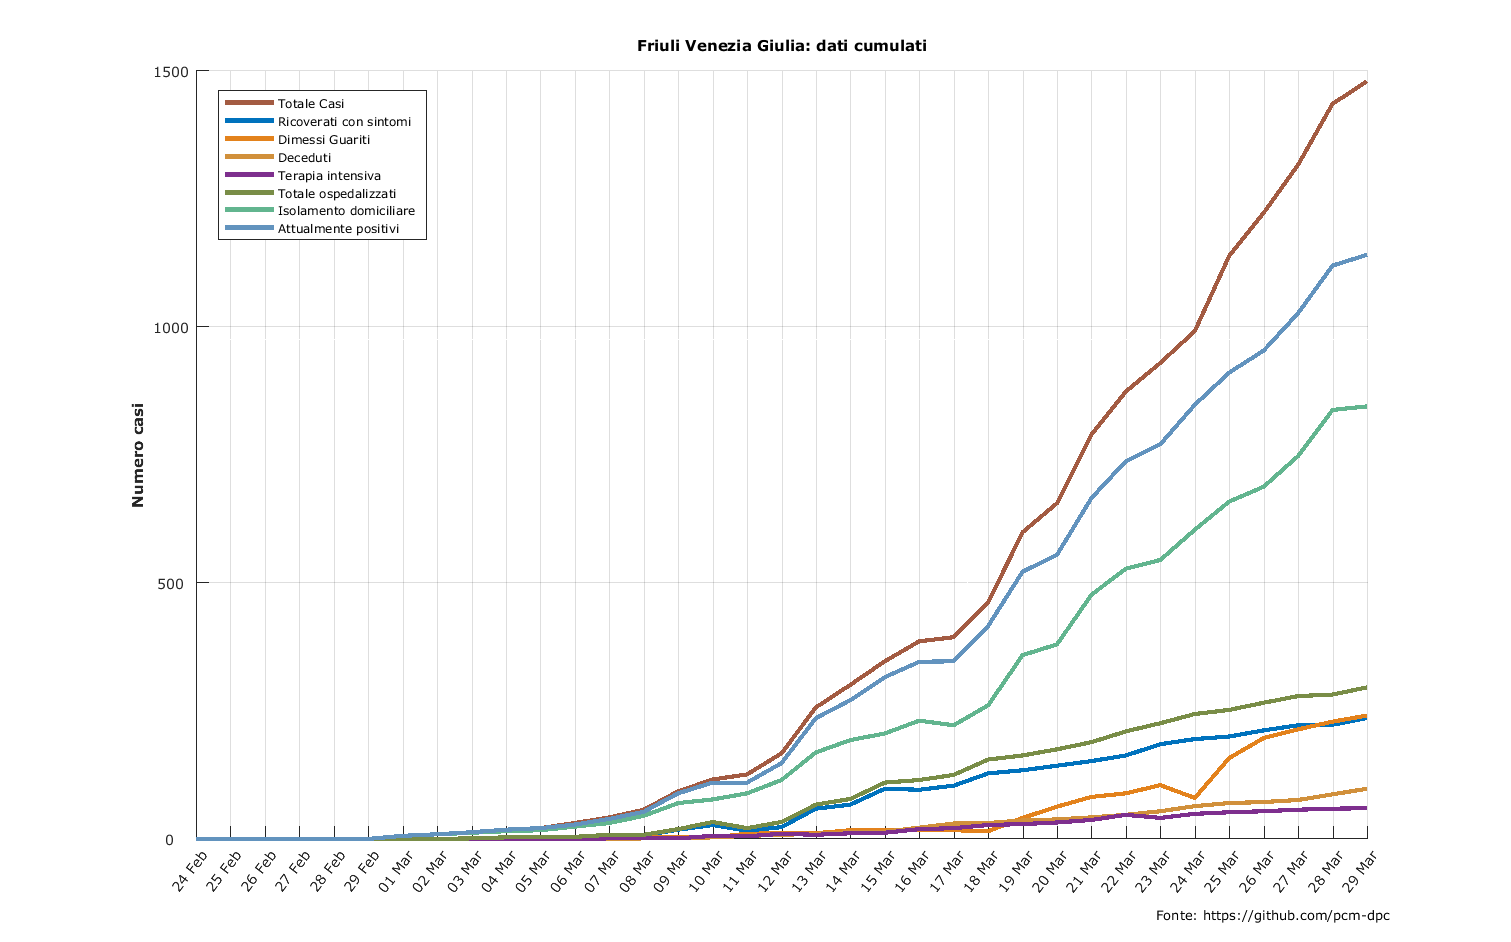 Friuli Venezia Giulia: dati cumulati
1500
1000
500
0
Numero casi
Totale Casi
Ricoverati con sintomi
Dimessi Guariti
Deceduti
Terapia intensiva
Totale ospedalizzati
Isolamento domiciliare
Attualmente positivi
24 Feb
25 Feb
26 Feb
27 Feb
28 Feb
29 Feb
01 Mar
02 Mar
03 Mar
04 Mar
05 Mar
06 Mar
07 Mar
08 Mar
09 Mar
10 Mar
11 Mar
12 Mar
13 Mar
14 Mar
15 Mar
16 Mar
17 Mar
18 Mar
19 Mar
20 Mar
21 Mar
22 Mar
23 Mar
24 Mar
25 Mar
26 Mar
27 Mar
28 Mar
29 Mar
Fonte: https://github.com/pcm-dpc